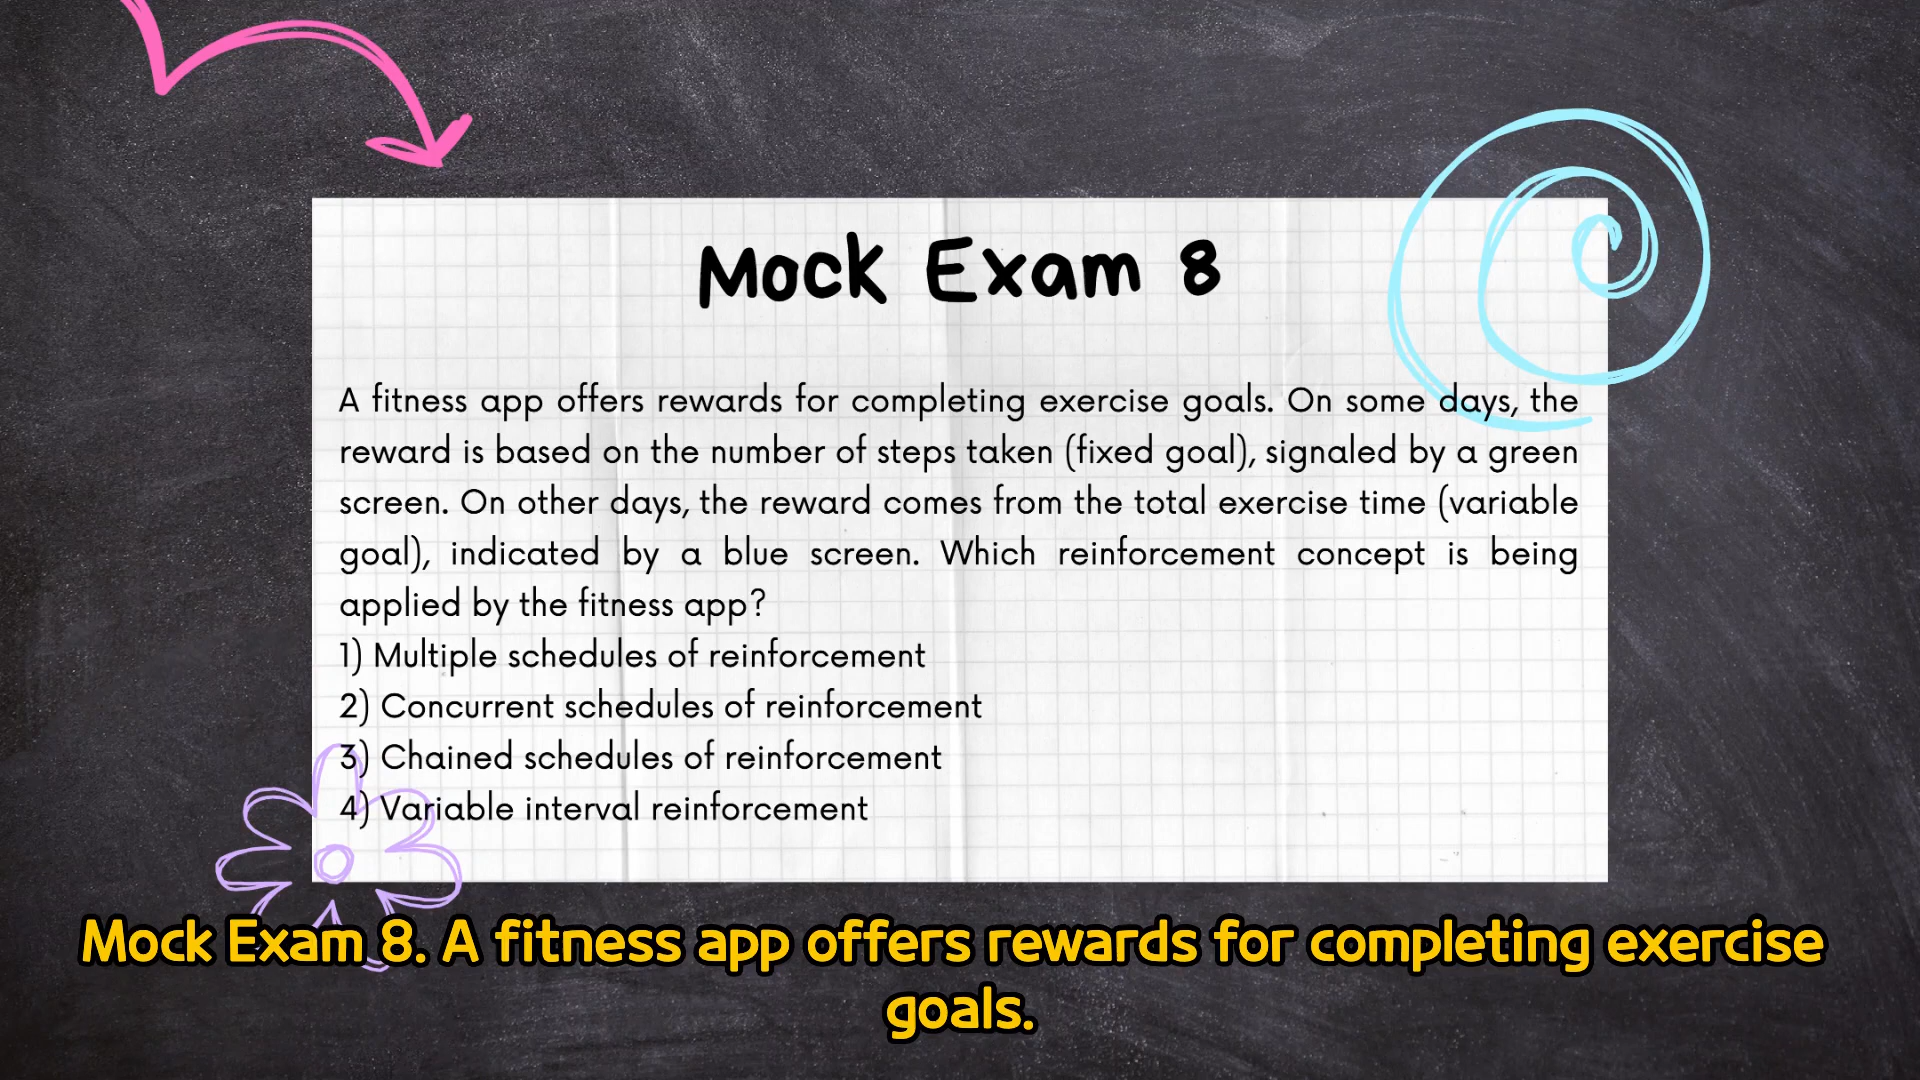 Mock Exam 8
A fitness app offers rewards for completing exercise goals. On some days, the
reward is based on the number of steps taken (fixed goal), signaled by a green
screen. On other days, the reward comes from the total exercise time (variable
goal), indicated by a blue screen. Which reinforcement concept is being
applied by the fitness app?
1) Multiple schedules of reinforcement
2) Concurrent schedules of reinforcement
3) Chained schedules of reinforcement
4) Variable interval reinforcement
Mock Exam 8. A fitness app offers rewards for completing exercise
goals.